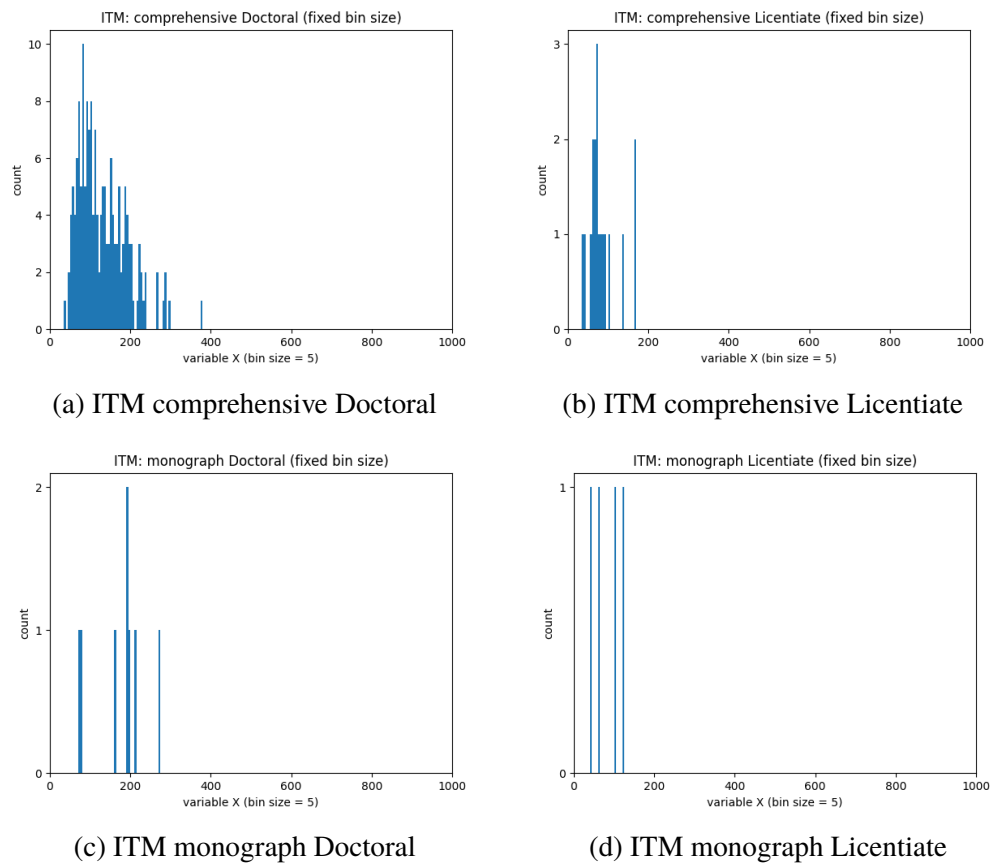 ITM: comprehensive Doctoral (fixed bin size)
10
8
6
4
2
0
count
0 200 400 600 800 1000
variable X (bin size = 5)
(a) ITM comprehensive Doctoral
ITM: comprehensive Licentiate (fixed bin size)
3
2
1
0
count
0 200 400 600 800 1000
variable X (bin size = 5)
(b) ITM comprehensive Licentiate
ITM: monograph Doctoral (fixed bin size)
2
1
0
count
0 200 400 600 800 1000
variable X (bin size = 5)
(c) ITM monograph Doctoral
ITM: monograph Licentiate (fixed bin size)
1
0
count
0 200 400 600 800 1000
variable X (bin size = 5)
(d) ITM monograph Licentiate